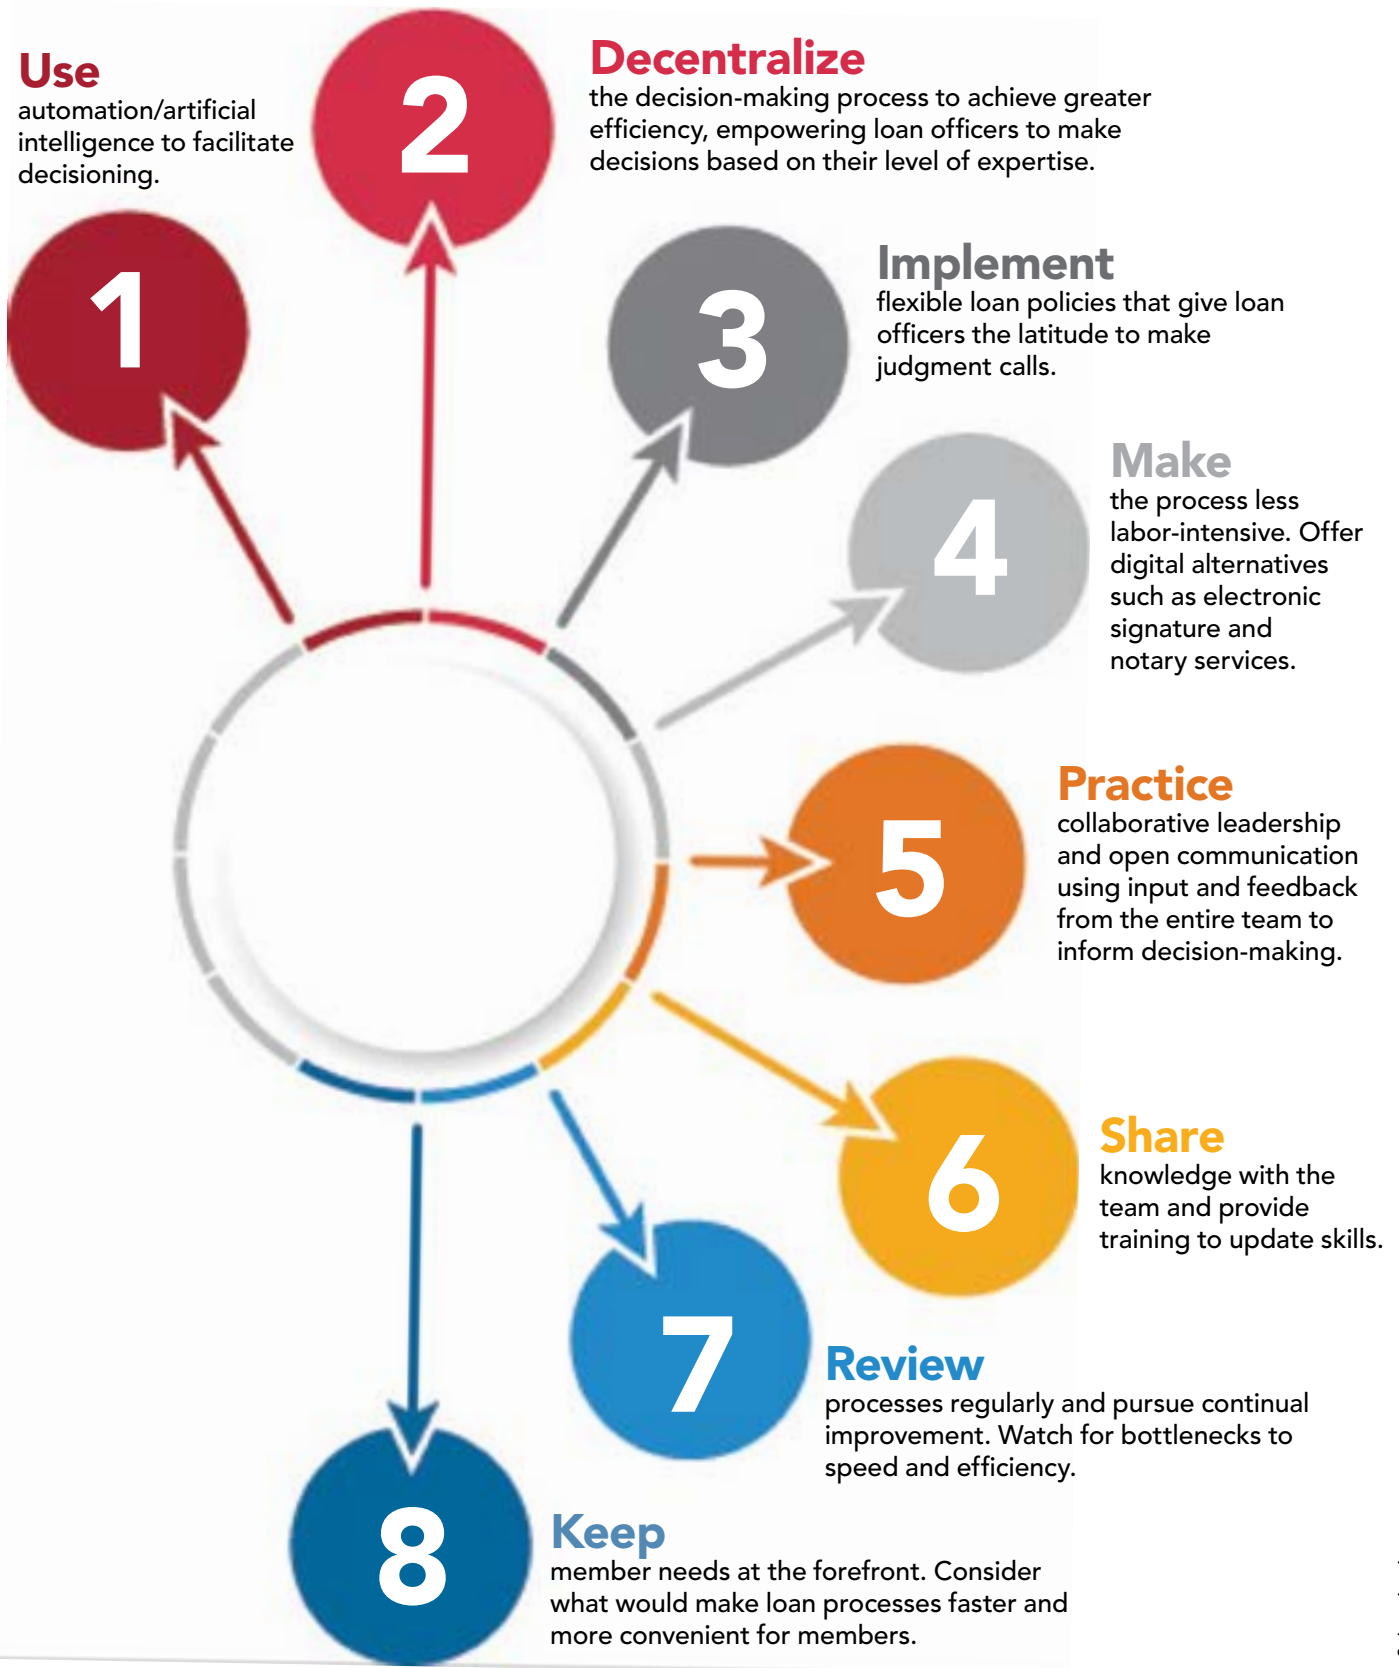 1
Use
automation/artificial
intelligence to facilitate
decisioning.
2
Decentralize
the decision-making process to achieve greater
efficiency, empowering loan officers to make
decisions based on their level of expertise.
3
Implement
flexible loan policies that give loan
officers the latitude to make
judgment calls.
4
Make
the process less
labor-intensive. Offer
digital alternatives
such as electronic
signature and
notary services.
5
Practice
collaborative leadership
and open communication
using input and feedback
from the entire team to
inform decision-making.
6
Share
knowledge with the
team and provide
training to update skills.
7
Review
processes regularly and pursue continual
improvement. Watch for bottlenecks to
speed and efficiency.
8
Keep
member needs at the forefront. Consider
what would make loan processes faster and
more convenient for members.